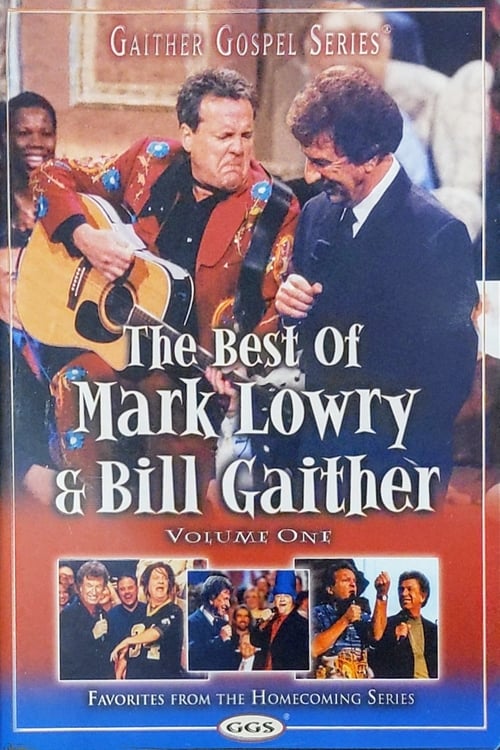 Gaither Gospel Series®
The Best Of
Mark Lowry
& Bill Gaither
Volume One
Favorites from the Homecoming Series
GGS®